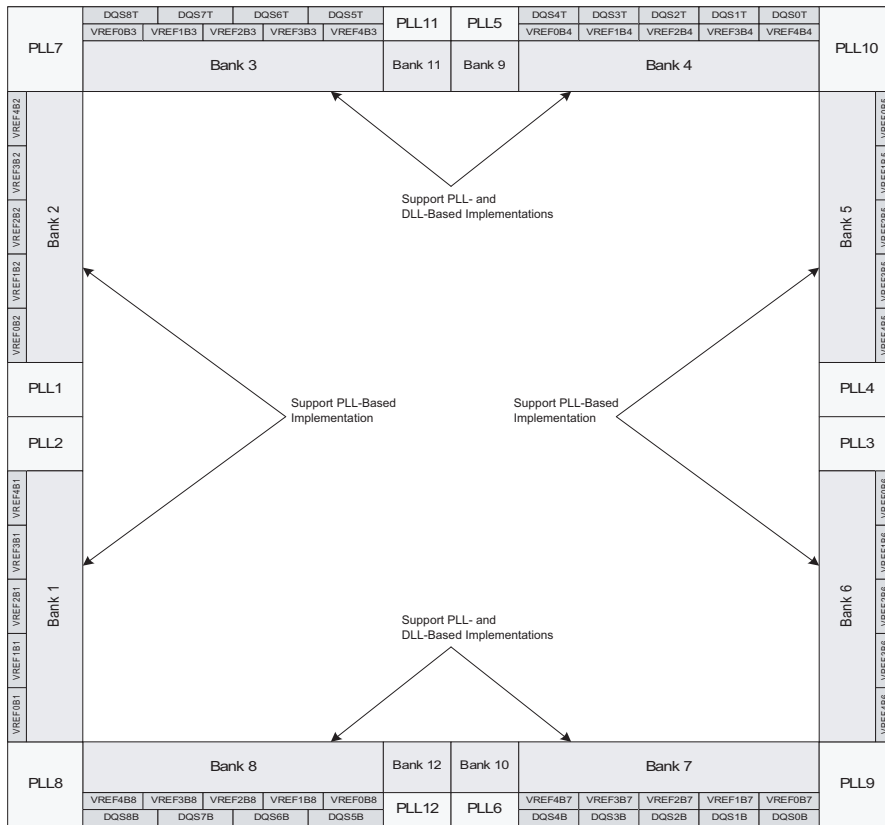 DQS8T DQS7T DQS6T DQS5T
PLL11 PLL5
DQS4T DQS3T DQS2T DQS1T DQS0T
VREF0B3 VREF1B3 VREF2B3 VREF3B3 VREF4B3
VREF0B4 VREF1B4 VREF2B4 VREF3B4 VREF4B4
PLL7
PLL10
Bank 3
Bank 11
Bank 9
Bank 4
VREF4B2
VREF3B2
VREF2B2
VREF1B2
VREF0B2
Bank 2
Support PLL- and
DLL-Based Implementations
Bank 5
PLL1
PLL2
Support PLL-Based
Implementation
Support PLL-Based
Implementation
PLL4
PLL3
VREF4B1
VREF3B1
VREF2B1
VREF1B1
VREF0B1
Bank 1
Support PLL- and
DLL-Based Implementations
Bank 6
PLL8
Bank 8
Bank 12
Bank 10
Bank 7
PLL9
VREF4B8 VREF3B8 VREF2B8 VREF1B8 VREF0B8
PLL12 PLL6
VREF4B7 VREF3B7 VREF2B7 VREF1B7 VREF0B7
DQS8B DQS7B DQS6B DQS5B
DQS4B DQS3B DQS2B DQS1B DQS0B